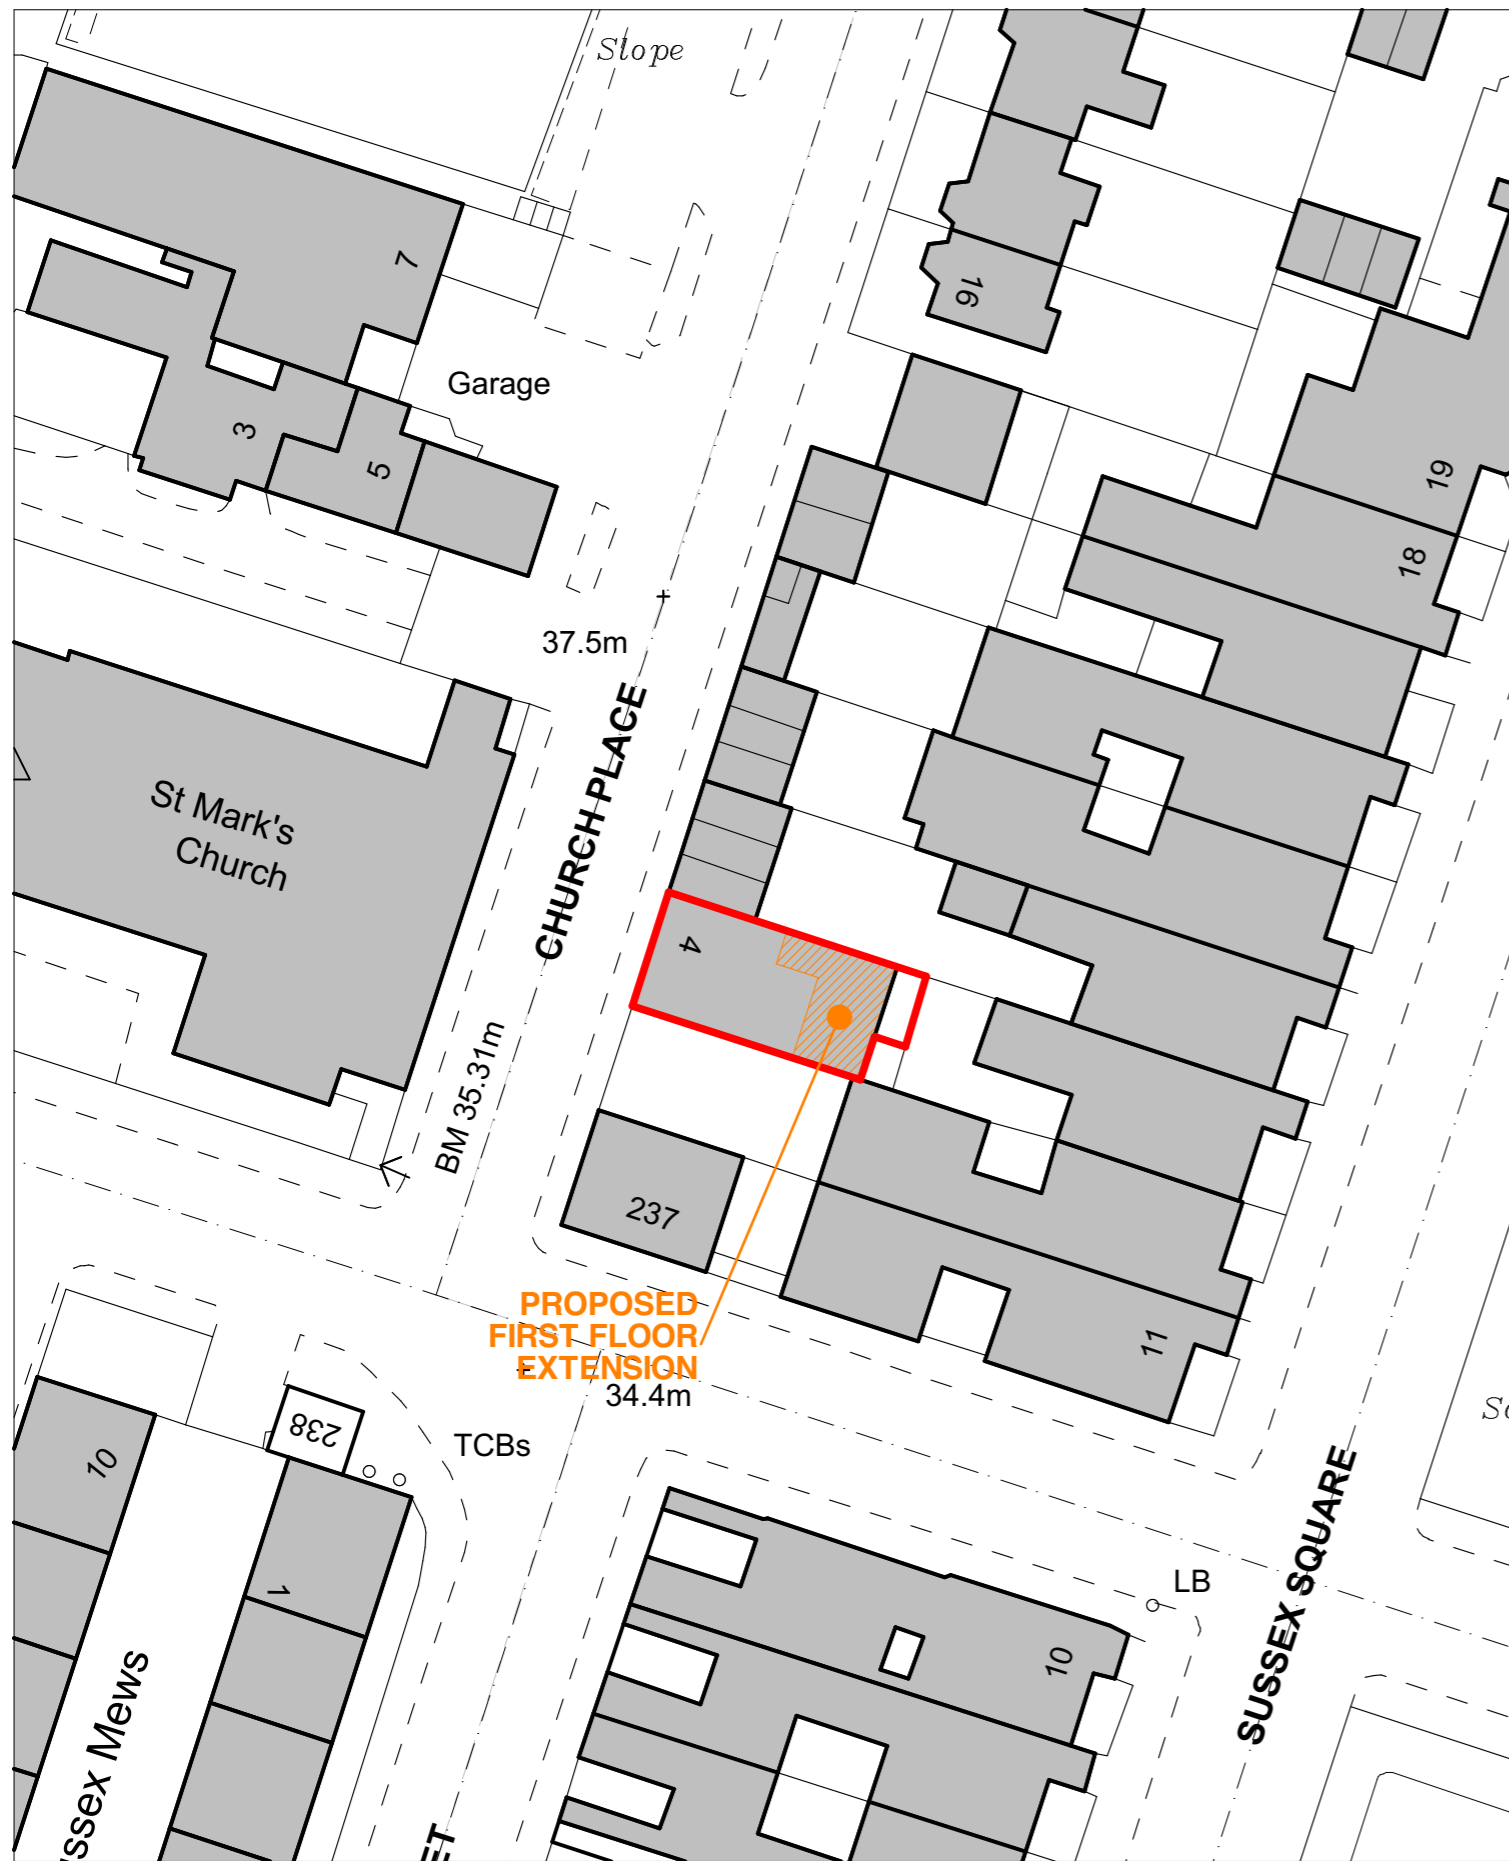 Slope
7
16
Garage
3
5
19
18
37.5m
CHURCH PLACE
St Mark's
Church
4
BM 35.31m
237
PROPOSED
FIRST FLOOR
EXTENSION
34.4m
11
238
TCBs
10
1
LB
10
SUSSEX SQUARE
ssex Mews
ET